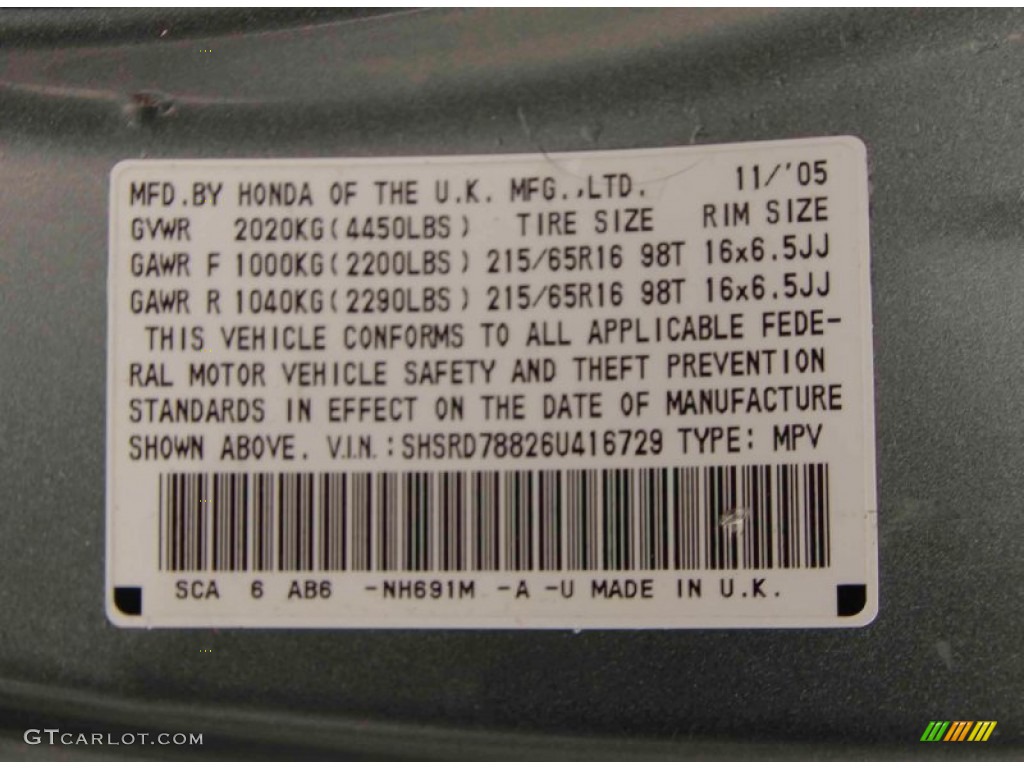 MFD.BY HONDA OF THE U.K. MFG.,LTD. 11/'05
GVWR 2020KG(4450LBS) TIRE SIZE RIM SIZE
GAWR F 1000KG(2200LBS) 215/65R16 98T 16x6.5JJ
GAWR R 1040KG(2290LBS) 215/65R16 98T 16x6.5JJ
THIS VEHICLE CONFORMS TO ALL APPLICABLE FEDE-
RAL MOTOR VEHICLE SAFETY AND THEFT PREVENTION
STANDARDS IN EFFECT ON THE DATE OF MANUFACTURE
SHOWN ABOVE. V.I.N.:SHSRD78826U416729 TYPE: MPV
SCA 6 AB6 -NH691M -A -U MADE IN U.K.
GTCARLOT.COM